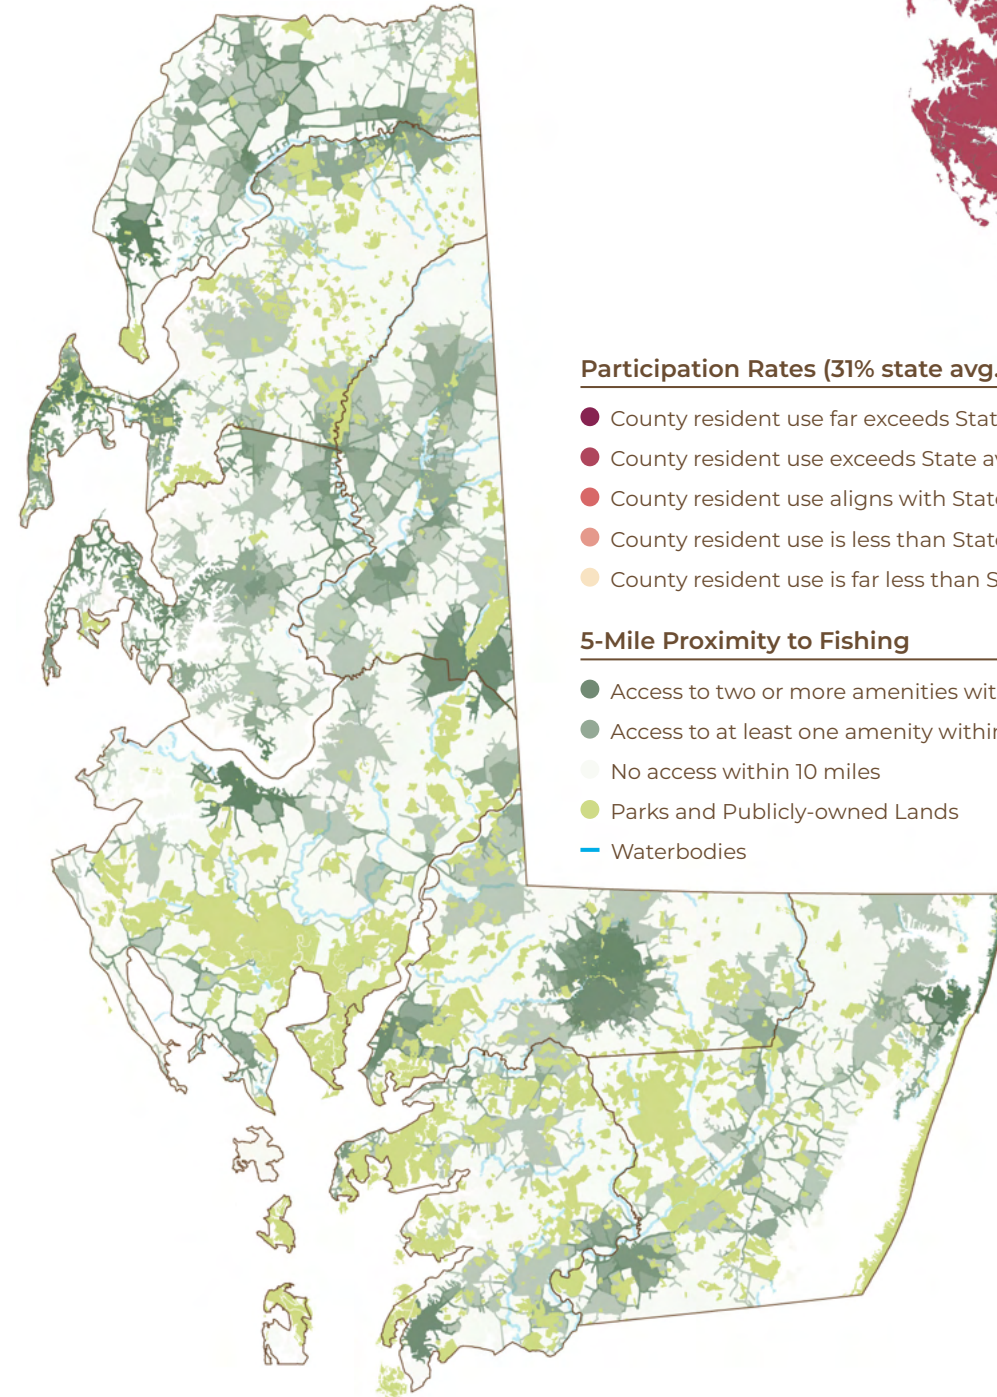 Participation Rates (31% state avg.
County resident use far exceeds Stat
County resident use exceeds State av
County resident use aligns with State
County resident use is less than State
County resident use is far less than S
5-Mile Proximity to Fishing
Access to two or more amenities wit
Access to at least one amenity within
No access within 10 miles
Parks and Publicly-owned Lands
Waterbodies